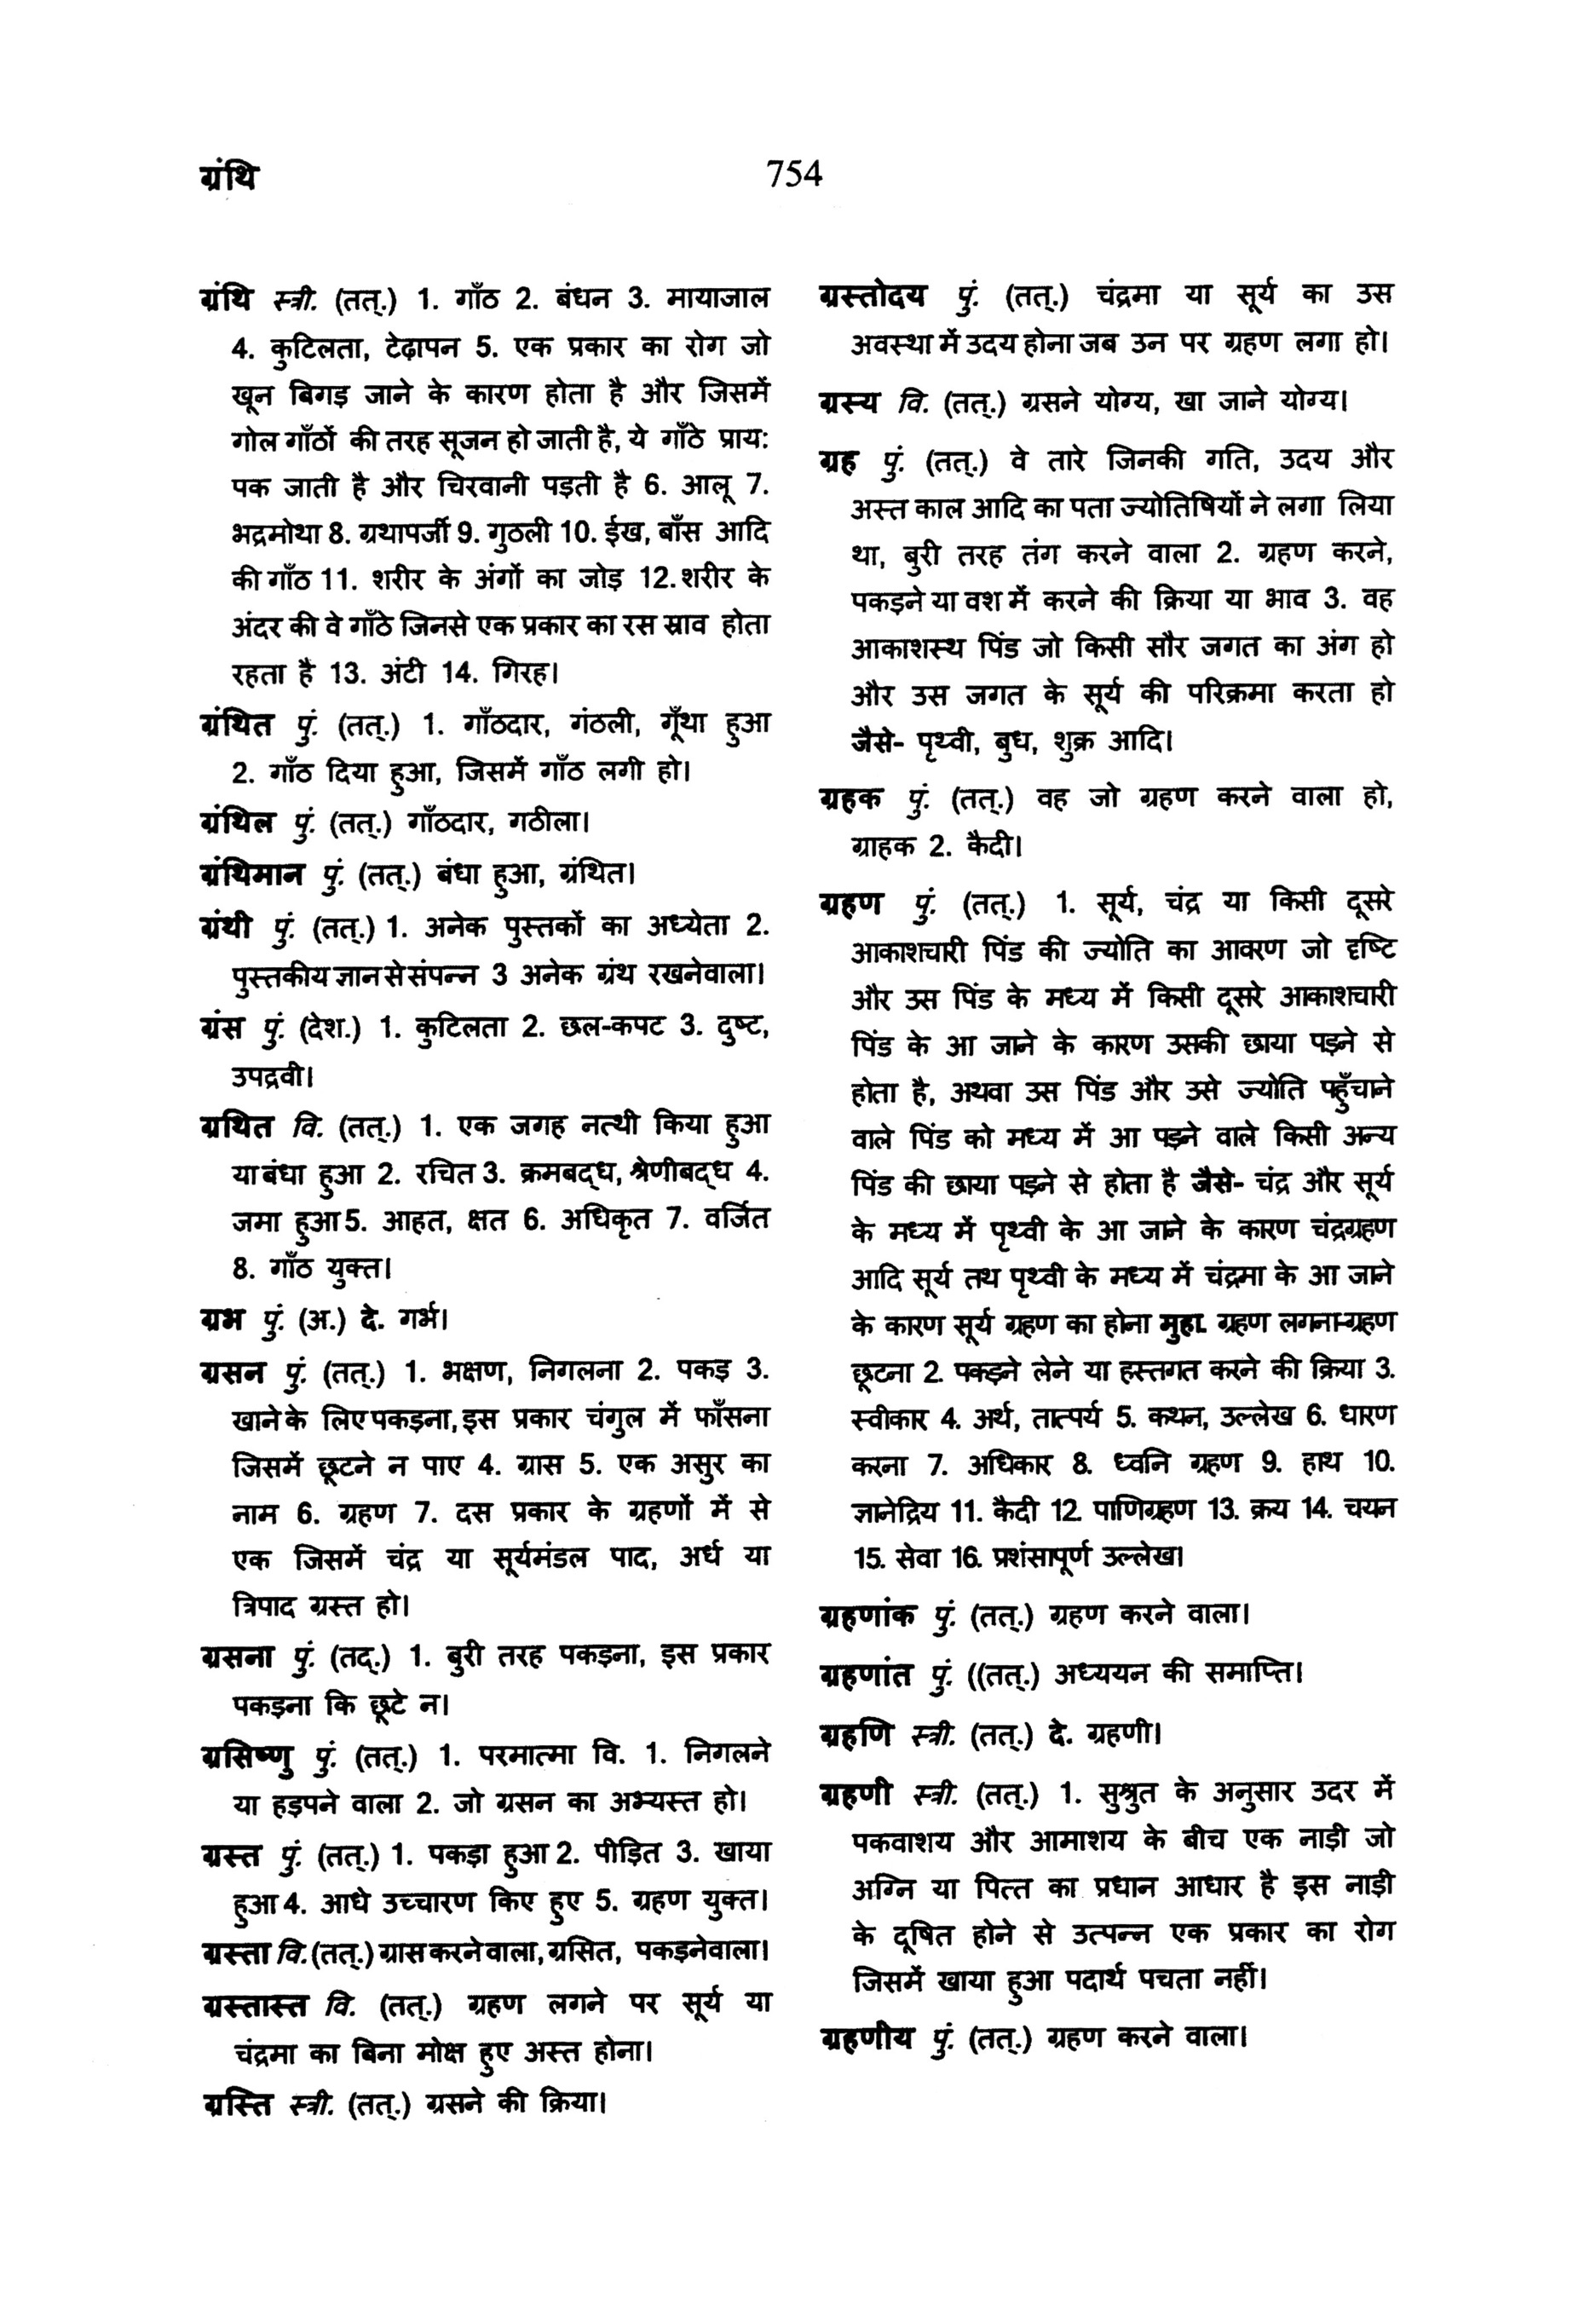 ग्रंथि
754
ग्रंथि स्त्री. (तत्.) 1. गाँठ 2. बंधन 3. मायाजाल
4. कुटिलता, टेढ़ापन 5. एक प्रकार का रोग जो
खून बिगड़ जाने के कारण होता है और जिसमें
गोल गाँठों की तरह सूजन हो जाती है, ये गाँठे प्राय:
पक जाती है और चिरवानी पड़ती है 6. आलू 7.
भद्रमोथा 8. ग्रथापर्जी 9. गुठली 10. ईख, बाँस आदि
की गाँठ 11. शरीर के अंगों का जोड़ 12. शरीर के
अंदर की वे गाँठे जिनसे एक प्रकार का रस स्राव होता
रहता है 13. अंटी 14. गिरह।
ग्रंथित पुं. (तत्.) 1. गाँठदार, गंठली, गूँथा हुआ
2. गाँठ दिया हुआ, जिसमें गाँठ लगी हो।
ग्रंथिल पुं. (तत्.) गाँठदार, गठीला।
ग्रंथिमान पुं. (तत्.) बंधा हुआ, ग्रंथित।
ग्रंथी पुं. (तत्.) 1. अनेक पुस्तकों का अध्येता 2.
पुस्तकीय ज्ञान से संपन्न 3 अनेक ग्रंथ रखनेवाला।
ग्रंस पुं. (देश.) 1. कुटिलता 2. छल-कपट 3. दुष्ट,
उपद्रवी।
ग्रथित वि. (तत्.) 1. एक जगह नत्थी किया हुआ
या बंधा हुआ 2. रचित 3. क्रमबद्ध, श्रेणीबद्ध 4.
जमा हुआ 5. आहत, क्षत 6. अधिकृत 7. वर्जित
8. गाँठ युक्त।
ग्रभ पुं. (अ.) दे. गर्भ।
ग्रसन पुं. (तत्.) 1. भक्षण, निगलना 2. पकड़ 3.
खाने के लिए पकड़ना, इस प्रकार चंगुल में फाँसना
जिसमें छूटने न पाए 4. ग्रास 5. एक असुर का
नाम 6. ग्रहण 7. दस प्रकार के ग्रहणों में से
एक जिसमें चंद्र या सूर्यमंडल पाद, अर्ध या
त्रिपाद ग्रस्त हो।
ग्रसना पुं. (तद्.) 1. बुरी तरह पकड़ना, इस प्रकार
पकड़ना कि छूटे न।
ग्रसिष्णु पुं. (तत्.) 1. परमात्मा वि. 1. निगलने
या हड़पने वाला 2. जो ग्रसन का अभ्यस्त हो।
ग्रस्त पुं. (तत्.) 1. पकड़ा हुआ 2. पीड़ित 3. खाया
हुआ 4. आधे उच्चारण किए हुए 5. ग्रहण युक्त।
ग्रस्ता वि. (तत्.) ग्रास करने वाला, ग्रसित, पकड़नेवाला।
ग्रस्तास्त वि. (तत्.) ग्रहण लगने पर सूर्य या
चंद्रमा का बिना मोक्ष हुए अस्त होना।
ग्रस्ति स्त्री. (तत्.) ग्रसने की क्रिया।
ग्रस्तोदय पुं. (तत्.) चंद्रमा या सूर्य का उस
अवस्था में उदय होना जब उन पर ग्रहण लगा हो।
ग्रस्य वि. (तत्.) ग्रसने योग्य, खा जाने योग्य।
ग्रह पुं. (तत्.) वे तारे जिनकी गति, उदय और
अस्त काल आदि का पता ज्योतिषियों ने लगा लिया
था, बुरी तरह तंग करने वाला 2. ग्रहण करने,
पकड़ने या वश में करने की क्रिया या भाव 3. वह
आकाशस्थ पिंड जो किसी सौर जगत का अंग हो
और उस जगत के सूर्य की परिक्रमा करता हो
जैसे- पृथ्वी, बुध, शुक्र आदि।
ग्रहक पुं. (तत्.) वह जो ग्रहण करने वाला हो,
ग्राहक 2. कैदी।
ग्रहण पुं. (तत्.) 1. सूर्य, चंद्र या किसी दूसरे
आकाशचारी पिंड की ज्योति का आवरण जो दृष्टि
और उस पिंड के मध्य में किसी दूसरे आकाशचारी
पिंड के आ जाने के कारण उसकी छाया पड़ने से
होता है, अथवा उस पिंड और उसे ज्योति पहुँचाने
वाले पिंड को मध्य में आ पड़ने वाले किसी अन्य
पिंड की छाया पड़ने से होता है जैसे- चंद्र और सूर्य
के मध्य में पृथ्वी के आ जाने के कारण चंद्रग्रहण
आदि सूर्य तथ पृथ्वी के मध्य में चंद्रमा के आ जाने
के कारण सूर्य ग्रहण का होना मुहा. ग्रहण लगना-ग्रहण
छूटना 2. पकड़ने लेने या हस्तगत करने की क्रिया 3.
स्वीकार 4. अर्थ, तात्पर्य 5. कथन, उल्लेख 6. धारण
करना 7. अधिकार 8. ध्वनि ग्रहण 9. हाथ 10.
ज्ञानेद्रिय 11. कैदी 12. पाणिग्रहण 13. क्रय 14. चयन
15. सेवा 16. प्रशंसापूर्ण उल्लेख।
ग्रहणांक पुं. (तत्.) ग्रहण करने वाला।
ग्रहणांत पुं. ((तत्.) अध्ययन की समाप्ति।
ग्रहणि स्त्री. (तत्.) दे. ग्रहणी।
ग्रहणी स्त्री. (तत्.) 1. सुश्रुत के अनुसार उदर में
पकवाशय और आमाशय के बीच एक नाड़ी जो
अग्नि या पित्त का प्रधान आधार है इस नाड़ी
के दूषित होने से उत्पन्न एक प्रकार का रोग
जिसमें खाया हुआ पदार्थ पचता नहीं।
ग्रहणीय पुं. (तत्.) ग्रहण करने वाला।